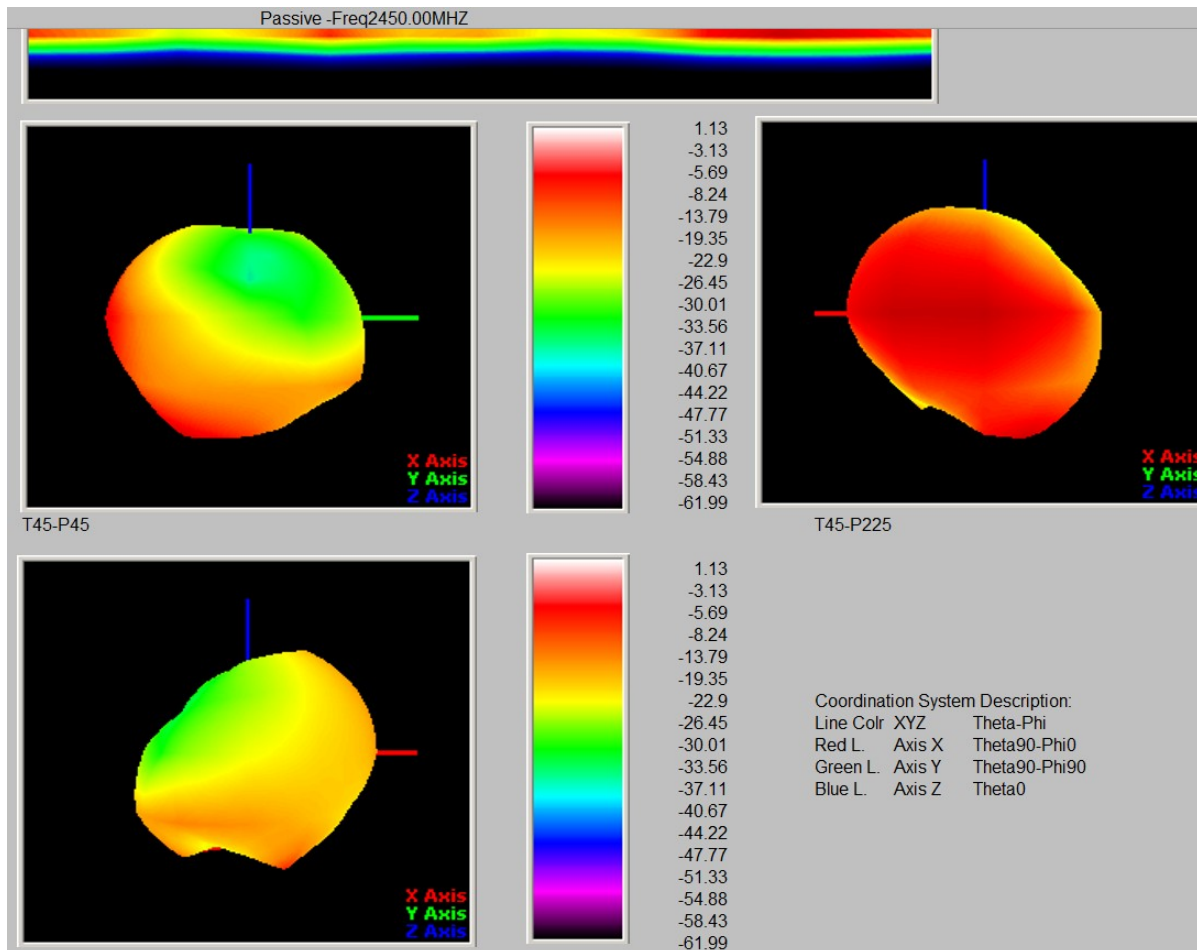 Passive -Freq2450.00MHZ
1.13
-3.13
-5.69
-8.24
-13.79
-19.35
-22.9
-26.45
-30.01
-33.56
-37.11
-40.67
-44.22
-47.77
-51.33
-54.88
-58.43
-61.99
X Axis
Y Axis
Z Axis
X Axis
Y Axis
Z Axis
T45-P45
T45-P225
1.13
-3.13
-5.69
-8.24
-13.79
-19.35
-22.9
-26.45
-30.01
-33.56
-37.11
-40.67
-44.22
-47.77
-51.33
-54.88
-58.43
-61.99
X Axis
Y Axis
Z Axis
Coordination System Description:
Line Colr XYZ Theta-Phi
Red L. Axis X Theta90-Phi0
Green L. Axis Y Theta90-Phi90
Blue L. Axis Z Theta0